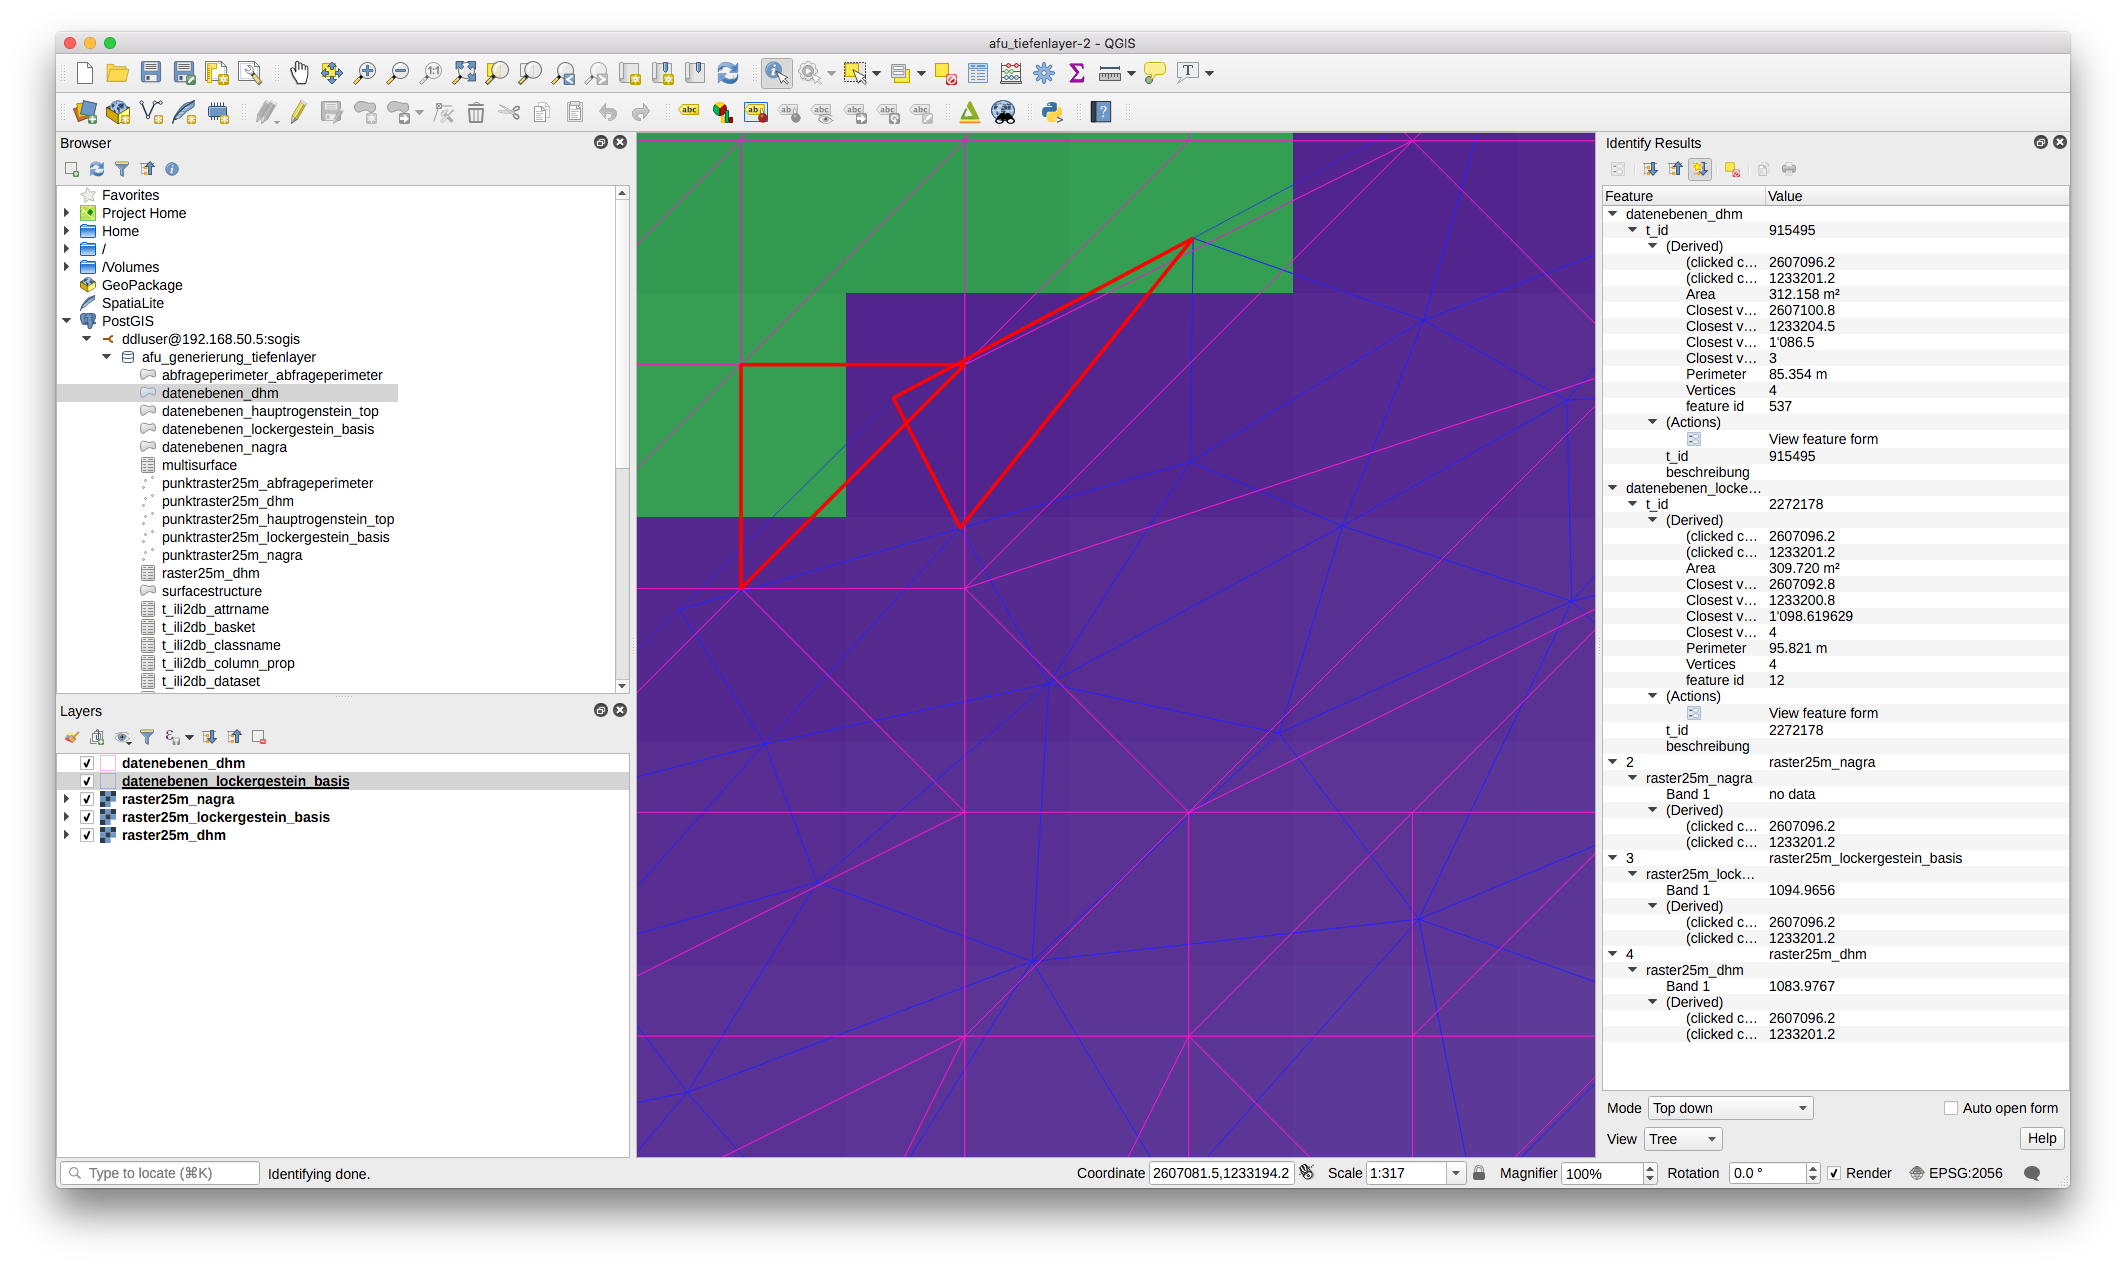 afu_tiefenlayer-2 - QGIS
Browser
Favorites
Project Home
Home
/
/Volumes
GeoPackage
SpatiaLite
PostGIS
ddluser@192.168.50.5:sogis
afu_generierung_tiefenlayer
abfrageperimeter_abfrageperimeter
datenebenen_dhm
datenebenen_hauptrogenstein_top
datenebenen_lockergestein_basis
datenebenen_nagra
multisurface
punktraster25m_abfrageperimeter
punktraster25m_dhm
punktraster25m_hauptrogenstein_top
punktraster25m_lockergestein_basis
punktraster25m_nagra
raster25m_dhm
surfacestructure
t_ili2db_attrname
t_ili2db_basket
t_ili2db_classname
t_ili2db_column_prop
t_ili2db_dataset
Layers
datenebenen_dhm
datenebenen_lockergestein_basis
raster25m_nagra
raster25m_lockergestein_basis
raster25m_dhm
Identify Results
Feature Value
datenebenen_dhm
t_id 915495
(Derived)
(clicked c... 2607096.2
(clicked c... 1233201.2
Area 312.158 m²
Closest v... 2607100.8
Closest v... 1233204.5
Closest v... 1'086.5
Closest v... 3
Perimeter 85.354 m
Vertices 4
feature id 537
(Actions)
View feature form
t_id 915495
beschreibung
datenebenen_locke...
t_id 2272178
(Derived)
(clicked c... 2607096.2
(clicked c... 1233201.2
Area 309.720 m²
Closest v... 2607092.8
Closest v... 1233200.8
Closest v... 1'098.619629
Closest v... 4
Perimeter 95.821 m
Vertices 4
feature id 12
(Actions)
View feature form
t_id 2272178
beschreibung
2 raster25m_nagra
raster25m_nagra
Band 1 no data
(Derived)
(clicked c... 2607096.2
(clicked c... 1233201.2
3 raster25m_lockergestein_basis
raster25m_lock...
Band 1 1094.9656
(Derived)
(clicked c... 2607096.2
(clicked c... 1233201.2
4 raster25m_dhm
raster25m_dhm
Band 1 1083.9767
(Derived)
(clicked c... 2607096.2
(clicked c... 1233201.2
Mode Top down Auto open form
View Tree Help
Type to locate (⌘K) Identifying done. Coordinate 2607081.5,1233194.2 Scale 1:317 Magnifier 100% Rotation 0.0 ° Render EPSG:2056